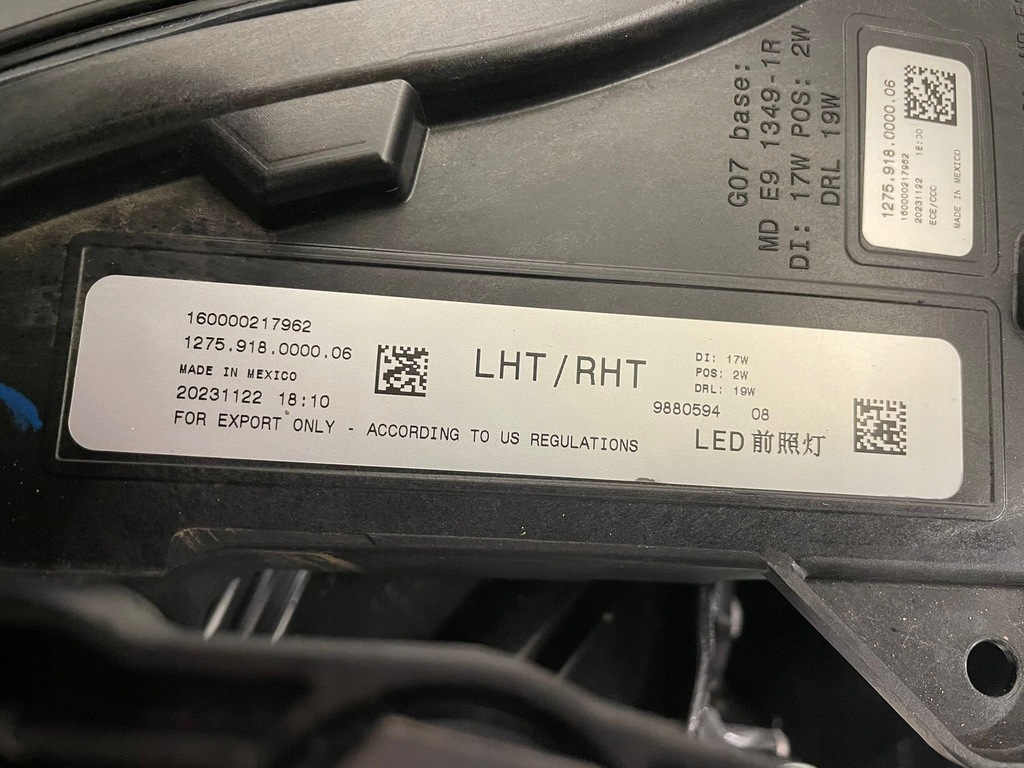 G07 base:
MD E9 1349-1R
DI: 17W POS: 2W
DRL 19W
1275.918.0000.06
160000217962
20231122 18:00
ECE/CCC
MADE IN MEXICO
160000217962
1275.918.0000.06
MADE IN MEXICO
20231122 18:10
FOR EXPORT ONLY - ACCORDING TO US REGULATIONS
LHT/RHT
DI: 17W
POS: 2W
DRL: 19W
9880594 08
LED 前照灯